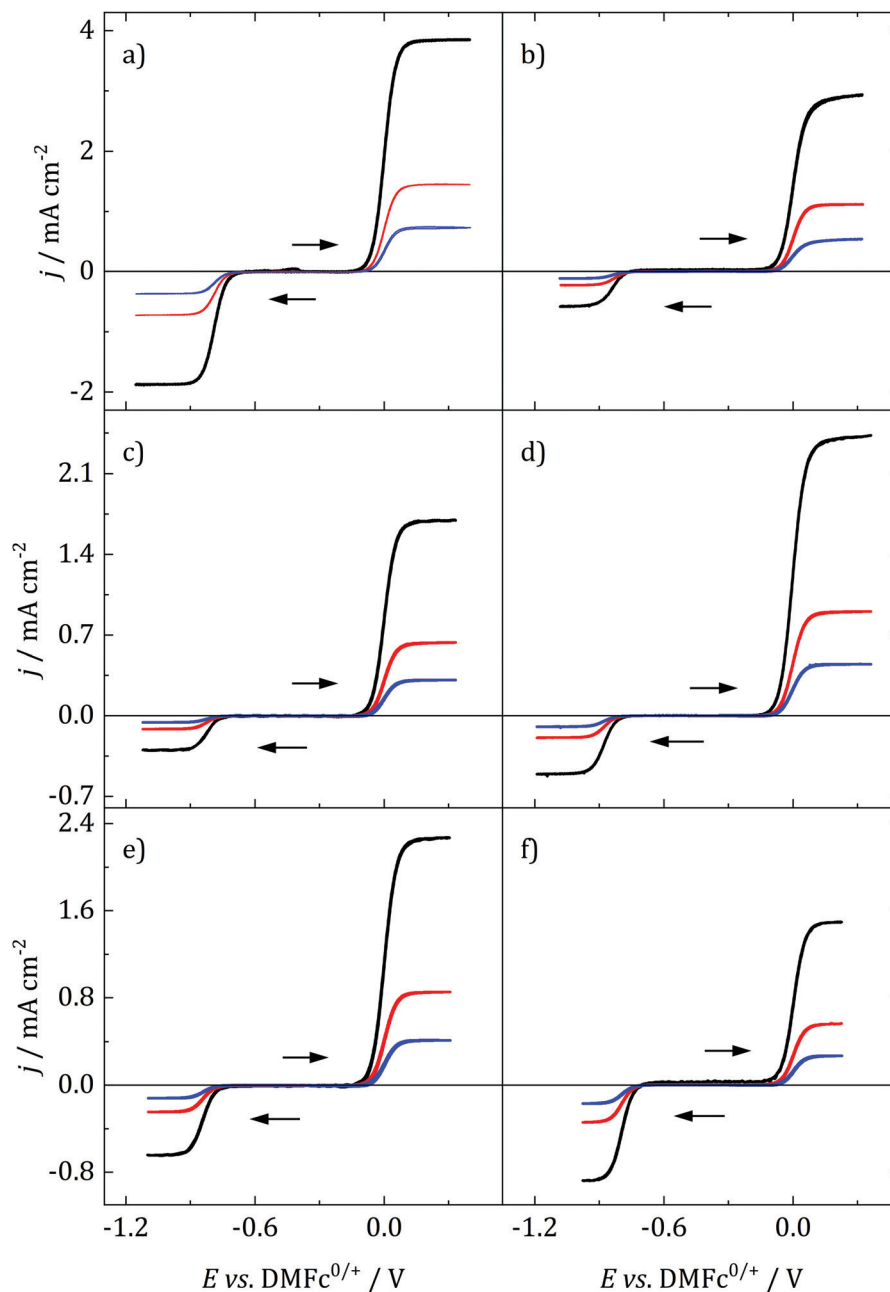 a)
b)
4
2
0
-2
j / mA cm⁻²
c)
d)
2.1
1.4
0.7
0.0
-0.7
j / mA cm⁻²
e)
f)
2.4
1.6
0.8
0.0
-0.8
j / mA cm⁻²
-1.2 -0.6 0.0 -1.2 -0.6 0.0
E vs. DMFc⁰/⁺ / V E vs. DMFc⁰/⁺ / V